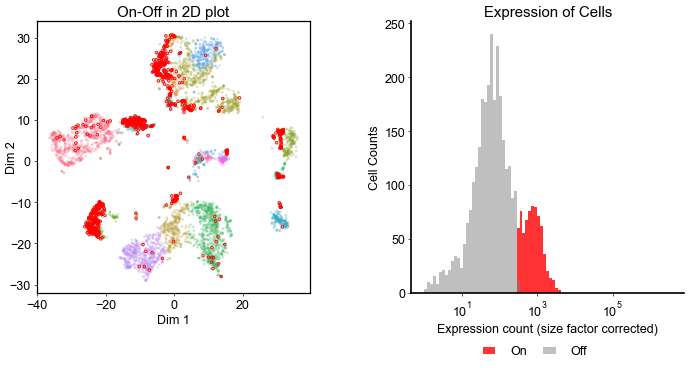 On-Off in 2D plot
30
20
10
0
−10
−20
−30
Dim 2
−40
−20
0
20
Dim 1
Expression of Cells
250
200
150
100
50
0
Cell Counts
10^1
10^3
10^5
Expression count (size factor corrected)
On Off